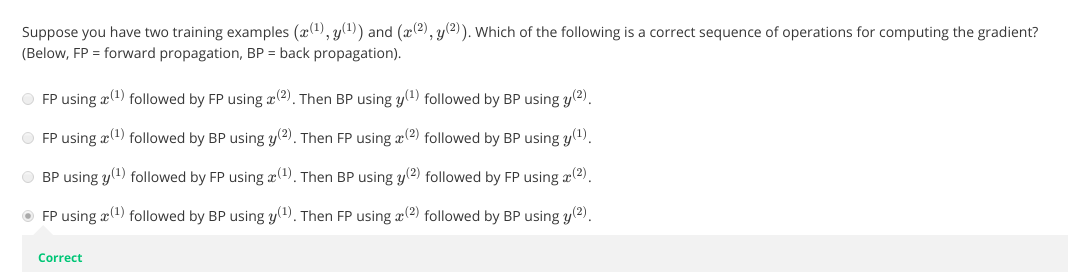 Suppose you have two training examples (x⁽¹⁾, y⁽¹⁾) and (x⁽²⁾, y⁽²⁾). Which of the following is a correct sequence of operations for computing the gradient?
(Below, FP = forward propagation, BP = back propagation).
FP using x⁽¹⁾ followed by FP using x⁽²⁾. Then BP using y⁽¹⁾ followed by BP using y⁽²⁾.
FP using x⁽¹⁾ followed by BP using y⁽²⁾. Then FP using x⁽²⁾ followed by BP using y⁽¹⁾.
BP using y⁽¹⁾ followed by FP using x⁽¹⁾. Then BP using y⁽²⁾ followed by FP using x⁽²⁾.
FP using x⁽¹⁾ followed by BP using y⁽¹⁾. Then FP using x⁽²⁾ followed by BP using y⁽²⁾.
Correct